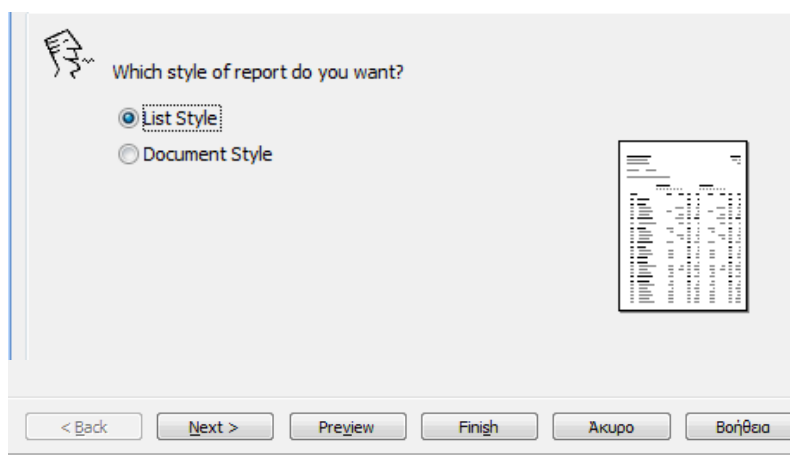 Which style of report do you want?
List Style
Document Style
< Back Next > Preview Finish Άκυρο Βοήθεια